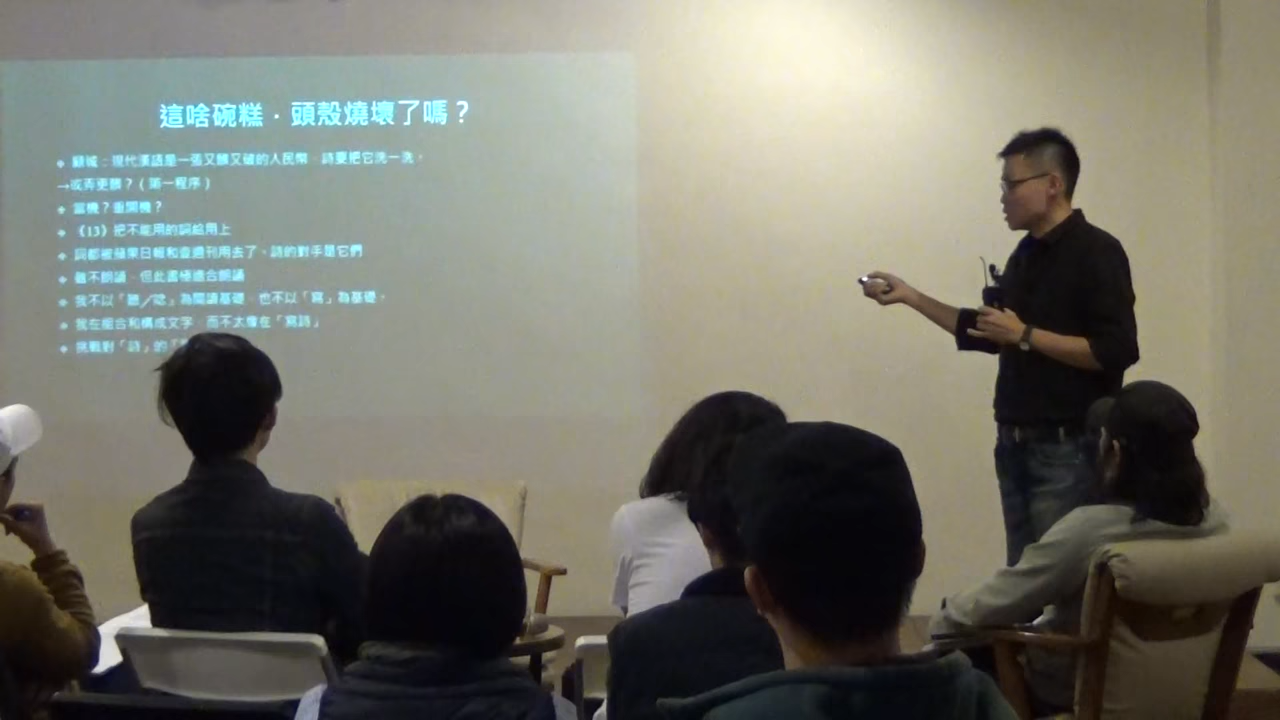 這啥碗糕．頭殼燒壞了嗎？
顧城：現代漢語是一張又髒又破的人民幣，詩要把它洗一洗。
→或弄更髒？（第一程序）
當機？重開機？
《13》把不能用的詞給用上
詞都被蘋果日報和壹週刊用去了，詩的對手是它們
雖不朗誦，但此書極適合朗誦
我不以「聽／唸」為閱讀基礎，也不以「寫」為基礎。
我在組合和構成文字，而不太像在「寫詩」
挑戰對「詩」的